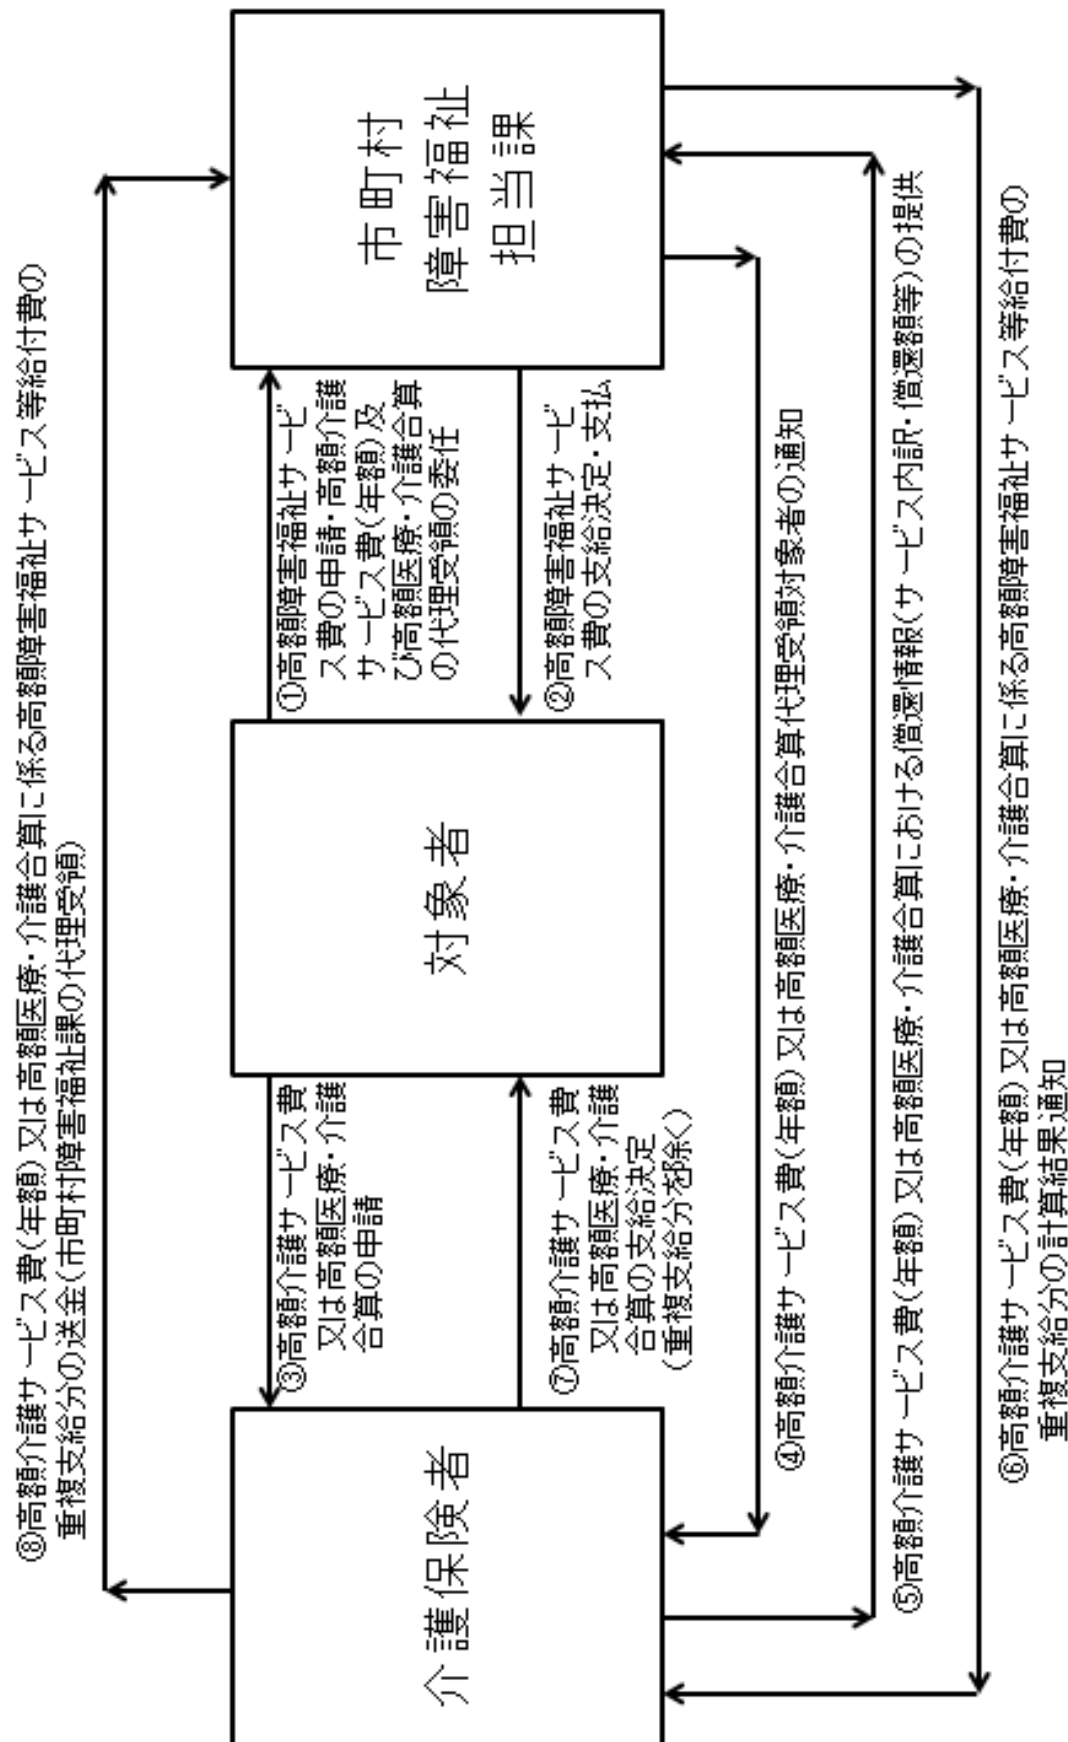 ⑧高額介護サービス費(年額)又は高額医療・介護合算に係る高額障害福祉サービス等給付費の
重複支給分の送金(市町村障害福祉課の代理受領)
介護保険者
対象者
市町村
障害福祉
担当課
③高額介護サービス費
又は高額医療・介護
合算の申請
①高額障害福祉サービ
ス費の申請・高額介護
サービス費(年額)及
び高額医療・介護合算
の代理受領の委任
⑦高額介護サービス費
又は高額医療・介護
合算の支給決定
(重複支給分を除く)
②高額障害福祉サービ
ス費の支給決定・支払
④高額介護サービス費(年額)又は高額医療・介護合算代理受領対象者の通知
⑤高額介護サービス費(年額)又は高額医療・介護合算における償還情報(サービス内訳・償還額等)の提供
⑥高額介護サービス費(年額)又は高額医療・介護合算に係る高額障害福祉サービス等給付費の
重複支給分の計算結果通知